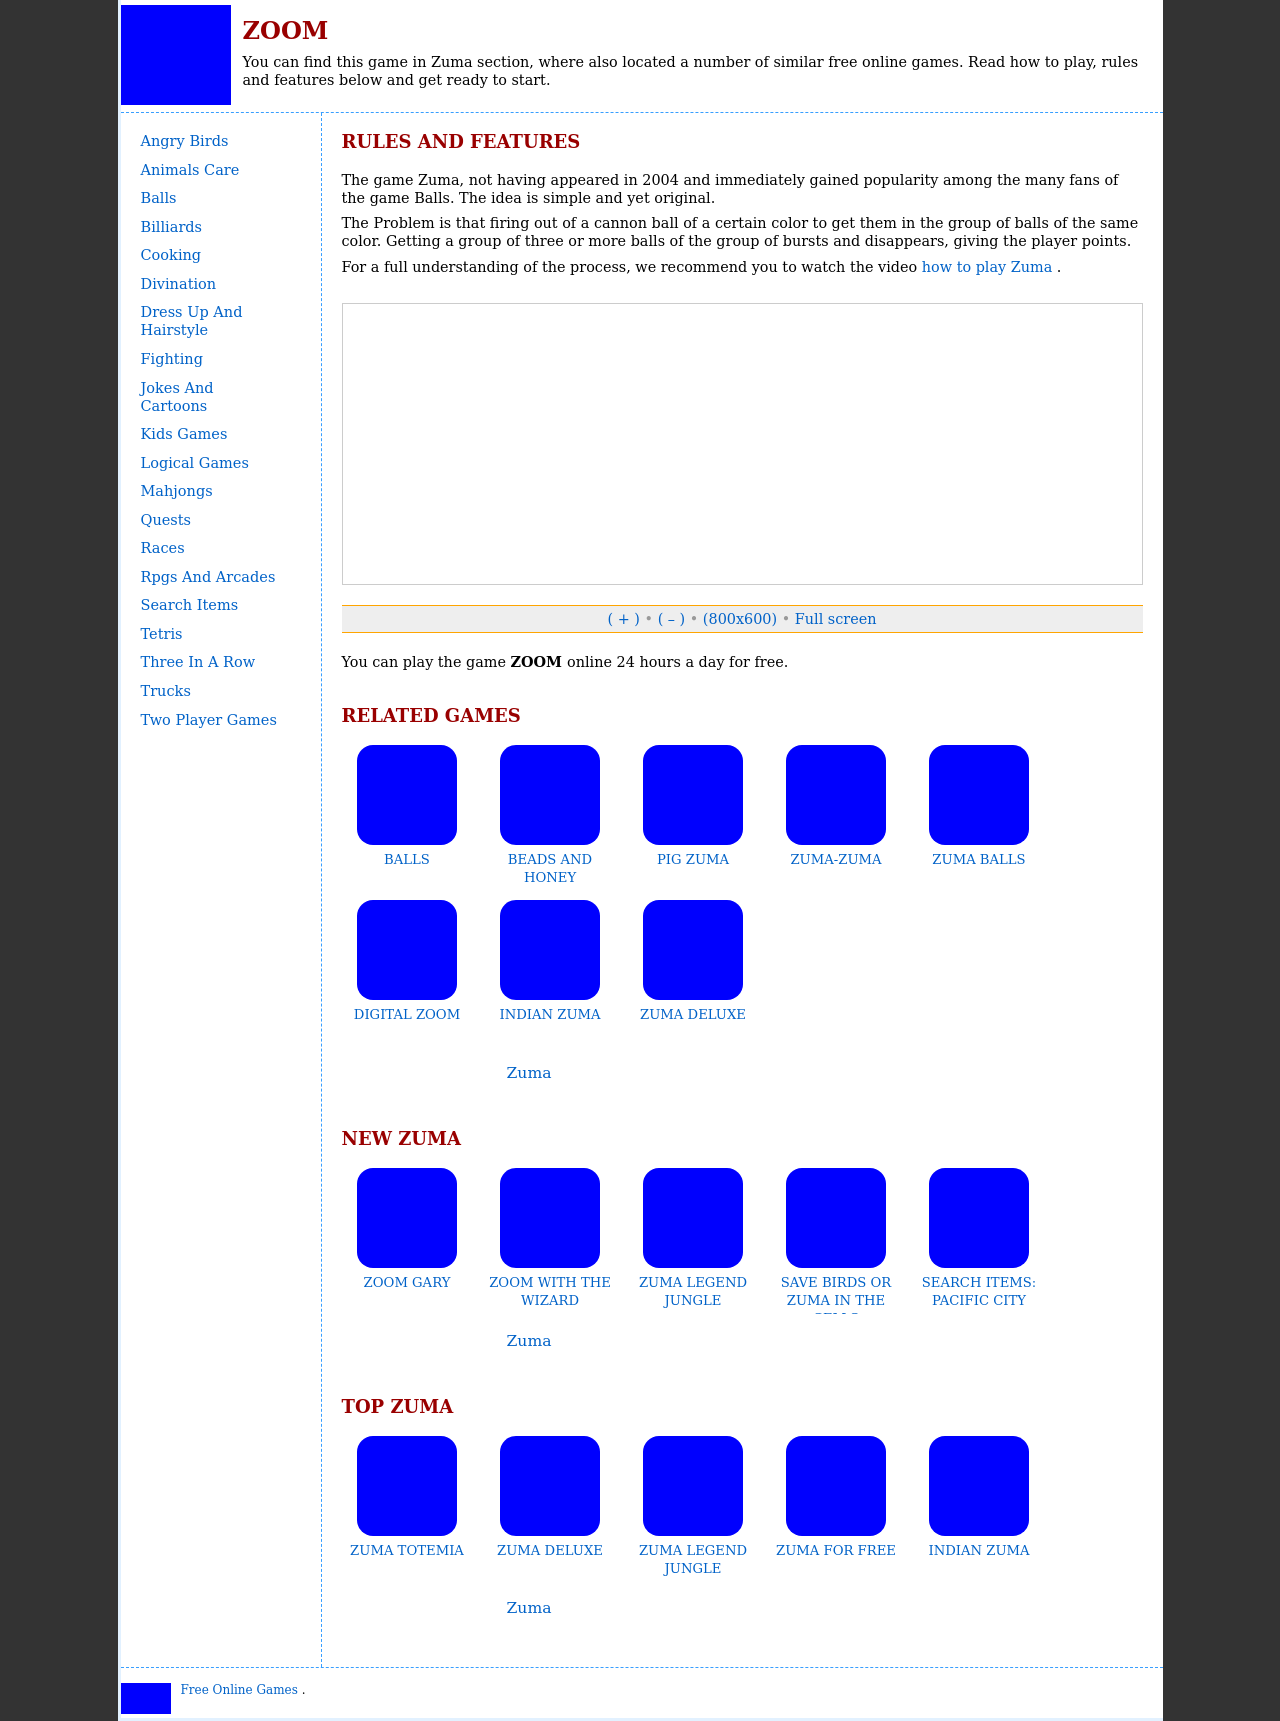 ZOOM
You can find this game in Zuma section, where also located a number of similar free online games. Read how to play, rules
and features below and get ready to start.
Angry Birds
Animals Care
Balls
Billiards
Cooking
Divination
Dress Up And
Hairstyle
Fighting
Jokes And
Cartoons
Kids Games
Logical Games
Mahjongs
Quests
Races
Rpgs And Arcades
Search Items
Tetris
Three In A Row
Trucks
Two Player Games
RULES AND FEATURES
The game Zuma, not having appeared in 2004 and immediately gained popularity among the many fans of
the game Balls. The idea is simple and yet original.
The Problem is that firing out of a cannon ball of a certain color to get them in the group of balls of the same
color. Getting a group of three or more balls of the group of bursts and disappears, giving the player points.
For a full understanding of the process, we recommend you to watch the video how to play Zuma .
( + ) • ( – ) • (800x600) • Full screen
You can play the game ZOOM online 24 hours a day for free.
RELATED GAMES
BALLS
BEADS AND
HONEY
PIG ZUMA
ZUMA-ZUMA
ZUMA BALLS
DIGITAL ZOOM
INDIAN ZUMA
ZUMA DELUXE
Zuma
NEW ZUMA
ZOOM GARY
ZOOM WITH THE
WIZARD
ZUMA LEGEND
JUNGLE
SAVE BIRDS OR
ZUMA IN THE
SEARCH ITEMS:
PACIFIC CITY
Zuma
TOP ZUMA
ZUMA TOTEMIA
ZUMA DELUXE
ZUMA LEGEND
JUNGLE
ZUMA FOR FREE
INDIAN ZUMA
Zuma
Free Online Games .